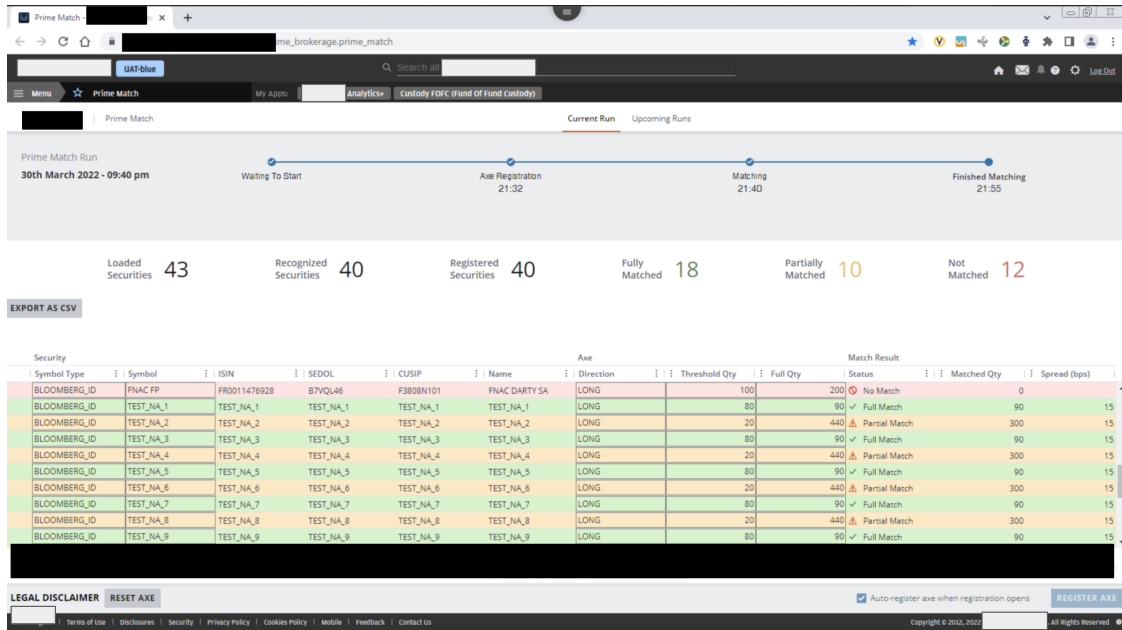 Prime Match -
me_brokerage.prime_match
UAT-blue
Search all
Log Out
Menu Prime Match My Apps: Analytics+ Custody FOFC (Fund Of Fund Custody)
Prime Match Current Run Upcoming Runs
Prime Match Run
30th March 2022 - 09:40 pm
Waiting To Start Axe Registration Matching Finished Matching
21:32 21:40 21:55
Loaded Securities 43 Recognized Securities 40 Registered Securities 40 Fully Matched 18 Partially Matched 10 Not Matched 12
EXPORT AS CSV
Security Axe Match Result
Symbol Type Symbol ISIN SEDOL CUSIP Name Direction Threshold Qty Full Qty Status Matched Qty Spread (bps)
BLOOMBERG_ID FNAC FP FR0011476928 B7VQL46 F3808N101 FNAC DARTY SA LONG 100 200 No Match 0
BLOOMBERG_ID TEST_NA_1 TEST_NA_1 TEST_NA_1 TEST_NA_1 TEST_NA_1 LONG 80 90 Full Match 90 15
BLOOMBERG_ID TEST_NA_2 TEST_NA_2 TEST_NA_2 TEST_NA_2 TEST_NA_2 LONG 20 440 Partial Match 300 15
BLOOMBERG_ID TEST_NA_3 TEST_NA_3 TEST_NA_3 TEST_NA_3 TEST_NA_3 LONG 80 90 Full Match 90 15
BLOOMBERG_ID TEST_NA_4 TEST_NA_4 TEST_NA_4 TEST_NA_4 TEST_NA_4 LONG 20 440 Partial Match 300 15
BLOOMBERG_ID TEST_NA_5 TEST_NA_5 TEST_NA_5 TEST_NA_5 TEST_NA_5 LONG 80 90 Full Match 90 15
BLOOMBERG_ID TEST_NA_6 TEST_NA_6 TEST_NA_6 TEST_NA_6 TEST_NA_6 LONG 20 440 Partial Match 300 15
BLOOMBERG_ID TEST_NA_7 TEST_NA_7 TEST_NA_7 TEST_NA_7 TEST_NA_7 LONG 80 90 Full Match 90 15
BLOOMBERG_ID TEST_NA_8 TEST_NA_8 TEST_NA_8 TEST_NA_8 TEST_NA_8 LONG 20 440 Partial Match 300 15
BLOOMBERG_ID TEST_NA_9 TEST_NA_9 TEST_NA_9 TEST_NA_9 TEST_NA_9 LONG 80 90 Full Match 90 15
LEGAL DISCLAIMER RESET AXE Auto-register axe when registration opens REGISTER AXE
Terms of Use | Disclosures | Security | Privacy Policy | Cookies Policy | Mobile | Feedback | Contact Us Copyright © 2012, 2022 . All Rights Reserved